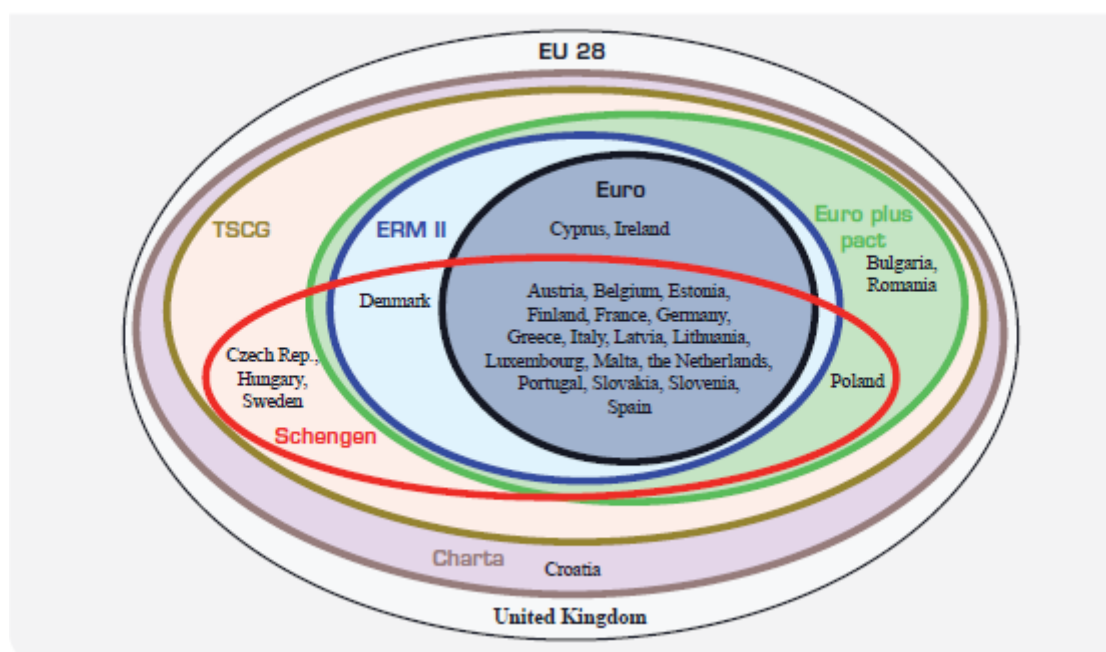 EU 28
Euro
TSCG
ERM II
Cyprus, Ireland
Euro plus
pact
Bulgaria,
Romania
Denmark
Austria, Belgium, Estonia,
Finland, France, Germany,
Greece, Italy, Latvia, Lithuania,
Luxembourg, Malta, the Netherlands,
Portugal, Slovakia, Slovenia,
Spain
Czech Rep.,
Hungary,
Sweden
Poland
Schengen
Charta
Croatia
United Kingdom